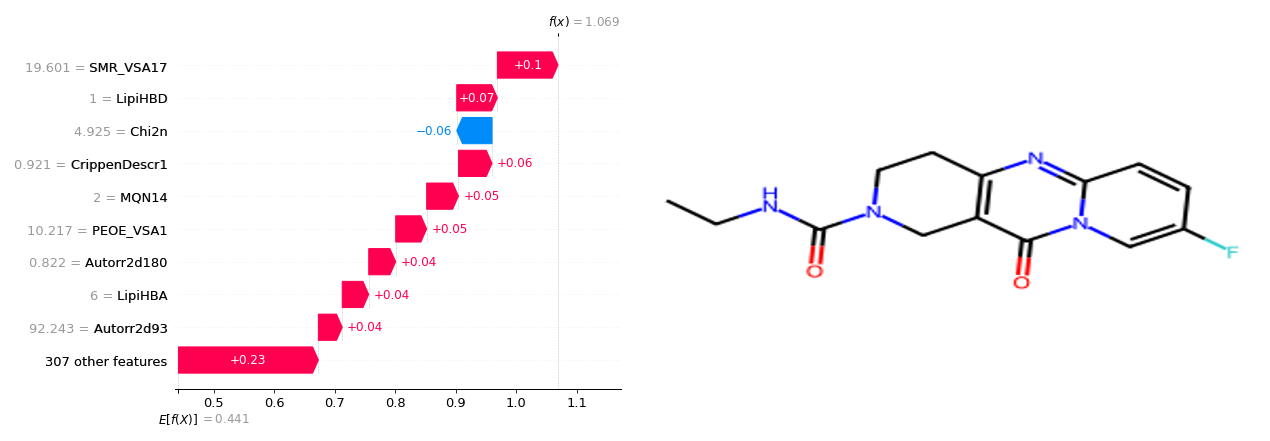 f(x) = 1.069
19.601 = SMR_VSA17
+0.1
1 = LipiHBD
+0.07
4.925 = Chi2n
−0.06
0.921 = CrippenDescr1
+0.06
2 = MQN14
+0.05
10.217 = PEOE_VSA1
+0.05
0.822 = Autorr2d180
+0.04
6 = LipiHBA
+0.04
92.243 = Autorr2d93
+0.04
307 other features
+0.23
0.5 0.6 0.7 0.8 0.9 1.0 1.1
E[f(X)] = 0.441
H
N
O
N
N
N
O
F